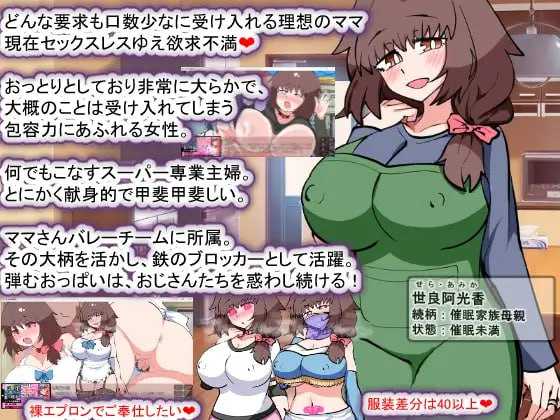 どんな要求も口数少なに受け入れる理想のママ
現在セックスレスゆえ欲求不満❤
おっとりとしており非常に大らかで、
大概のことは受け入れてしまう
包容力にあふれる女性。
何でもこなすスーパー専業主婦。
とにかく献身的で甲斐甲斐しい。
ママさんバレーチームに所属。
その大柄を活かし、鉄のブロッカーとして活躍。
弾むおっぱいは、おじさんたちを惑わし続ける！
せら・あみか
世良阿光香
続柄：催眠家族母親
状態：催眠未満
裸エプロンでご奉仕したい❤
服装差分は40以上❤